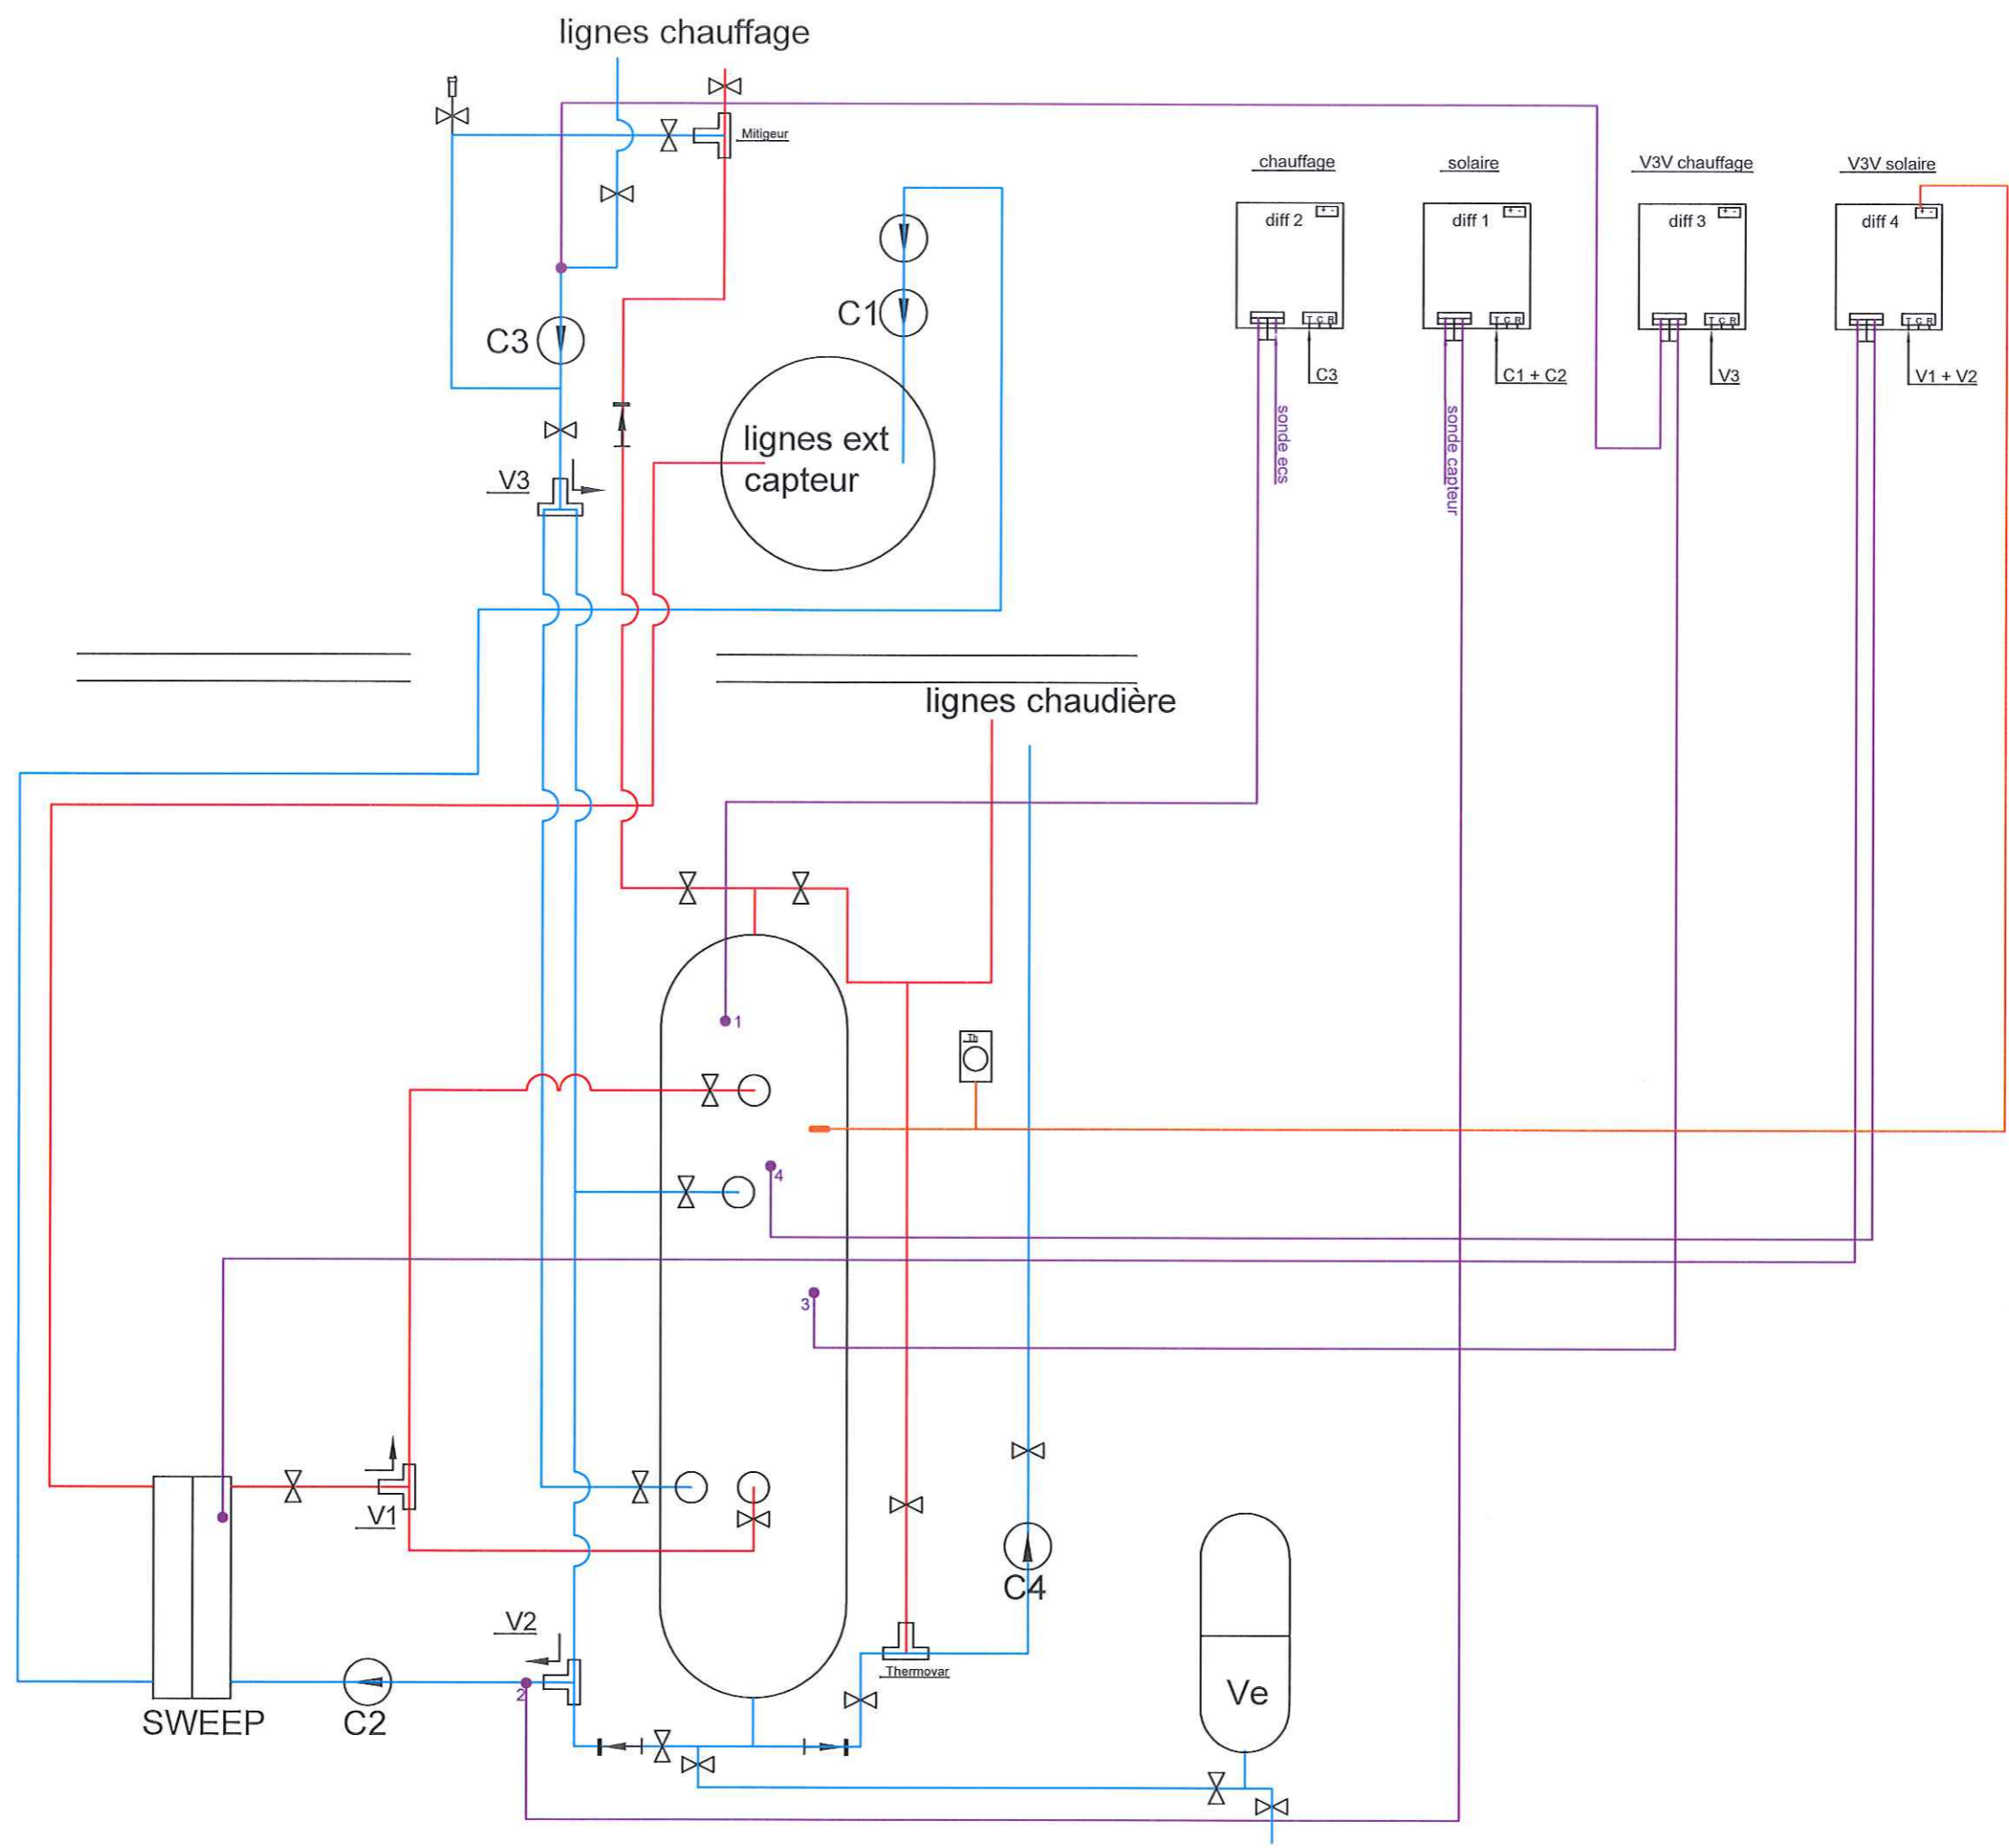 lignes chauffage
Mitigeur
chauffage
solaire
V3V chauffage
V3V solaire
+ -
+ -
+ -
+ -
diff 2
diff 1
diff 3
diff 4
C1
C3
T C R
T C R
T C R
T C R
C3
C1 + C2
V3
V1 + V2
sonde ecs
sonde capteur
lignes ext
capteur
V3
lignes chaudière
1
Th
4
3
V1
C4
V2
Thermovar
2
Ve
SWEEP
C2